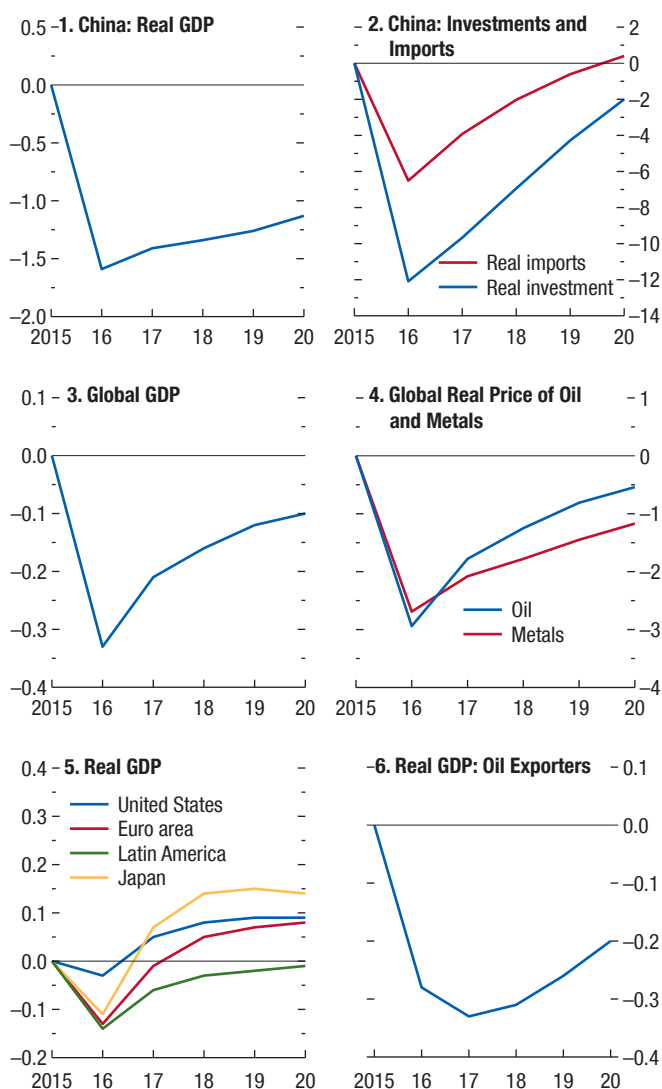 1. China: Real GDP
0.5
0.0
–0.5
–1.0
–1.5
–2.0
2015 16 17 18 19 20
2. China: Investments and
Imports
2
0
–2
–4
–6
–8
–10
–12
–14
Real imports
Real investment
2015 16 17 18 19 20
3. Global GDP
0.1
0.0
–0.1
–0.2
–0.3
–0.4
2015 16 17 18 19 20
4. Global Real Price of Oil
and Metals
1
0
–1
–2
–3
–4
Oil
Metals
2015 16 17 18 19 20
5. Real GDP
0.4
0.3
0.2
0.1
0.0
–0.1
–0.2
United States
Euro area
Latin America
Japan
2015 16 17 18 19 20
6. Real GDP: Oil Exporters
0.1
0.0
–0.1
–0.2
–0.3
–0.4
2015 16 17 18 19 20